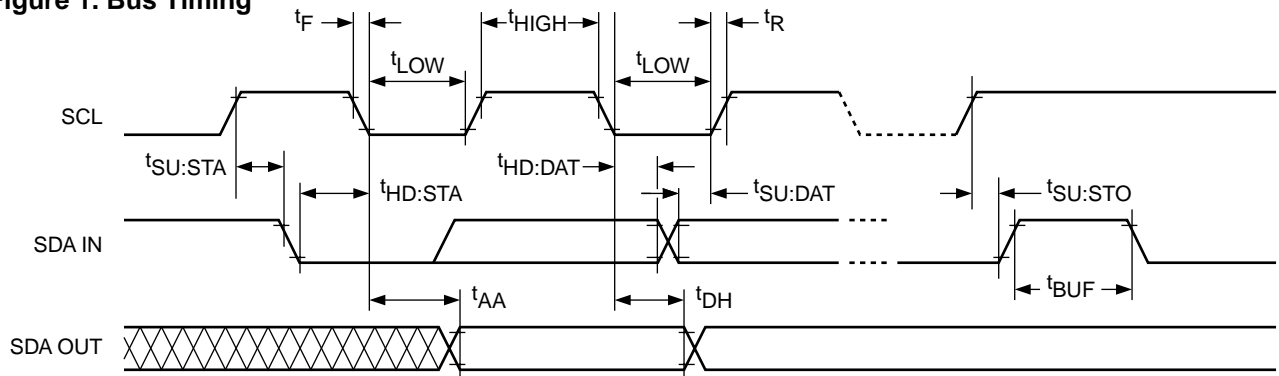 Figure 1. Bus Timing
tF
tHIGH
tR
tLOW
tLOW
SCL
tSU:STA
tHD:STA
tHD:DAT
tSU:DAT
tSU:STO
SDA IN
tBUF
tAA
tDH
SDA OUT